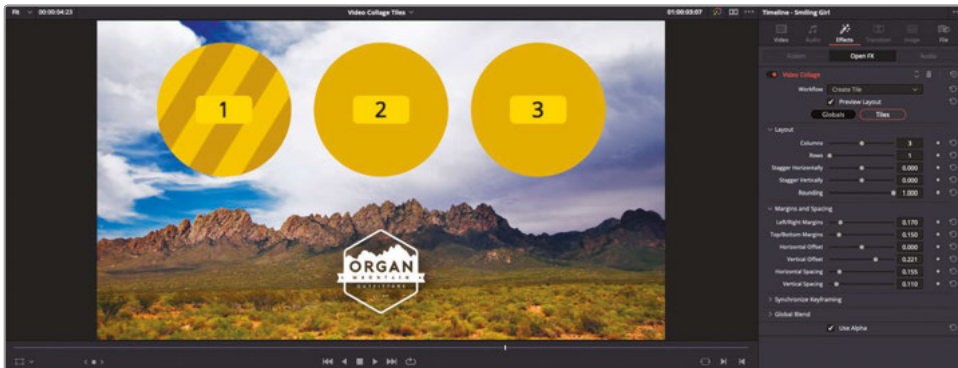 Fit 00:00:04:23 Video Collage Tiles 01:00:03:07
Timeline - Smiling Girl
Video Audio Effects Transition Image File
Fusion Open FX Audio
Video Collage
Workflow Create Tile
Preview Layout
Globals Tiles
Layout
Columns 3
Rows 1
Stagger Horizontally 0.000
Stagger Vertically 0.000
Rounding 1.000
Margins and Spacing
Left/Right Margins 0.170
Top/Bottom Margins 0.150
Horizontal Offset 0.000
Vertical Offset 0.221
Horizontal Spacing 0.155
Vertical Spacing 0.110
Synchronize Keyframing
Global Blend
Use Alpha
1 2 3
ORGAN
MOUNTAIN
OUTFITTERS